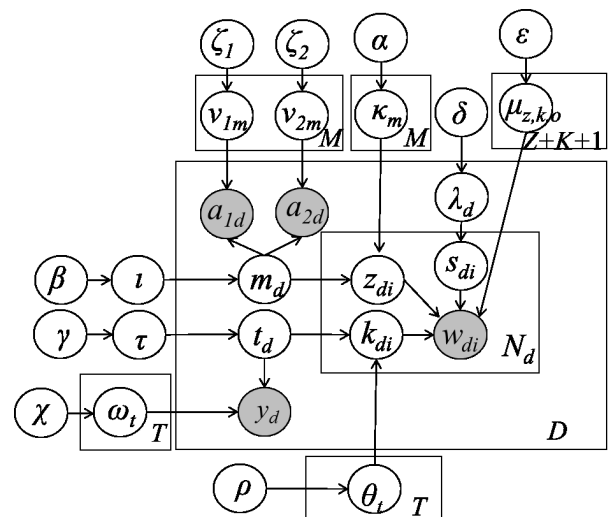 ζ1 ζ2 α ε
v1m v2m M κm M δ μz,k,o Z+K+1
a1d a2d λd
β ι md zdi sdi
γ τ td kdi wdi Nd
χ ωt T yd D
ρ θt T